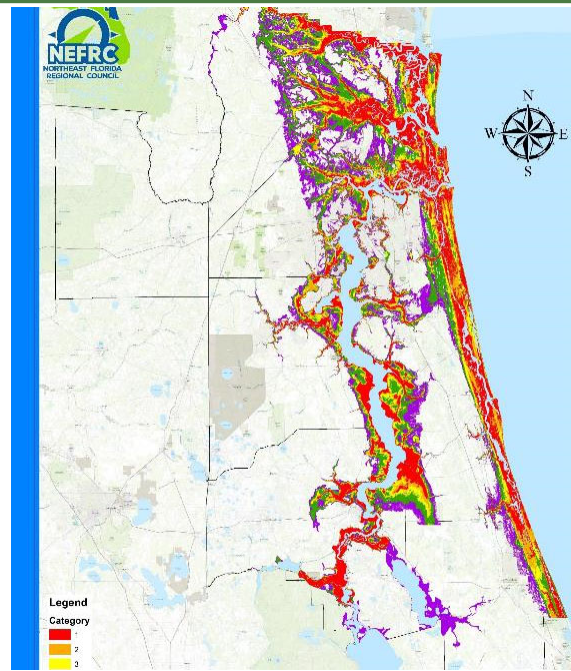 NEFRC
NORTHEAST FLORIDA
REGIONAL COUNCIL
N
W
E
S
Legend
Category
1
2
3